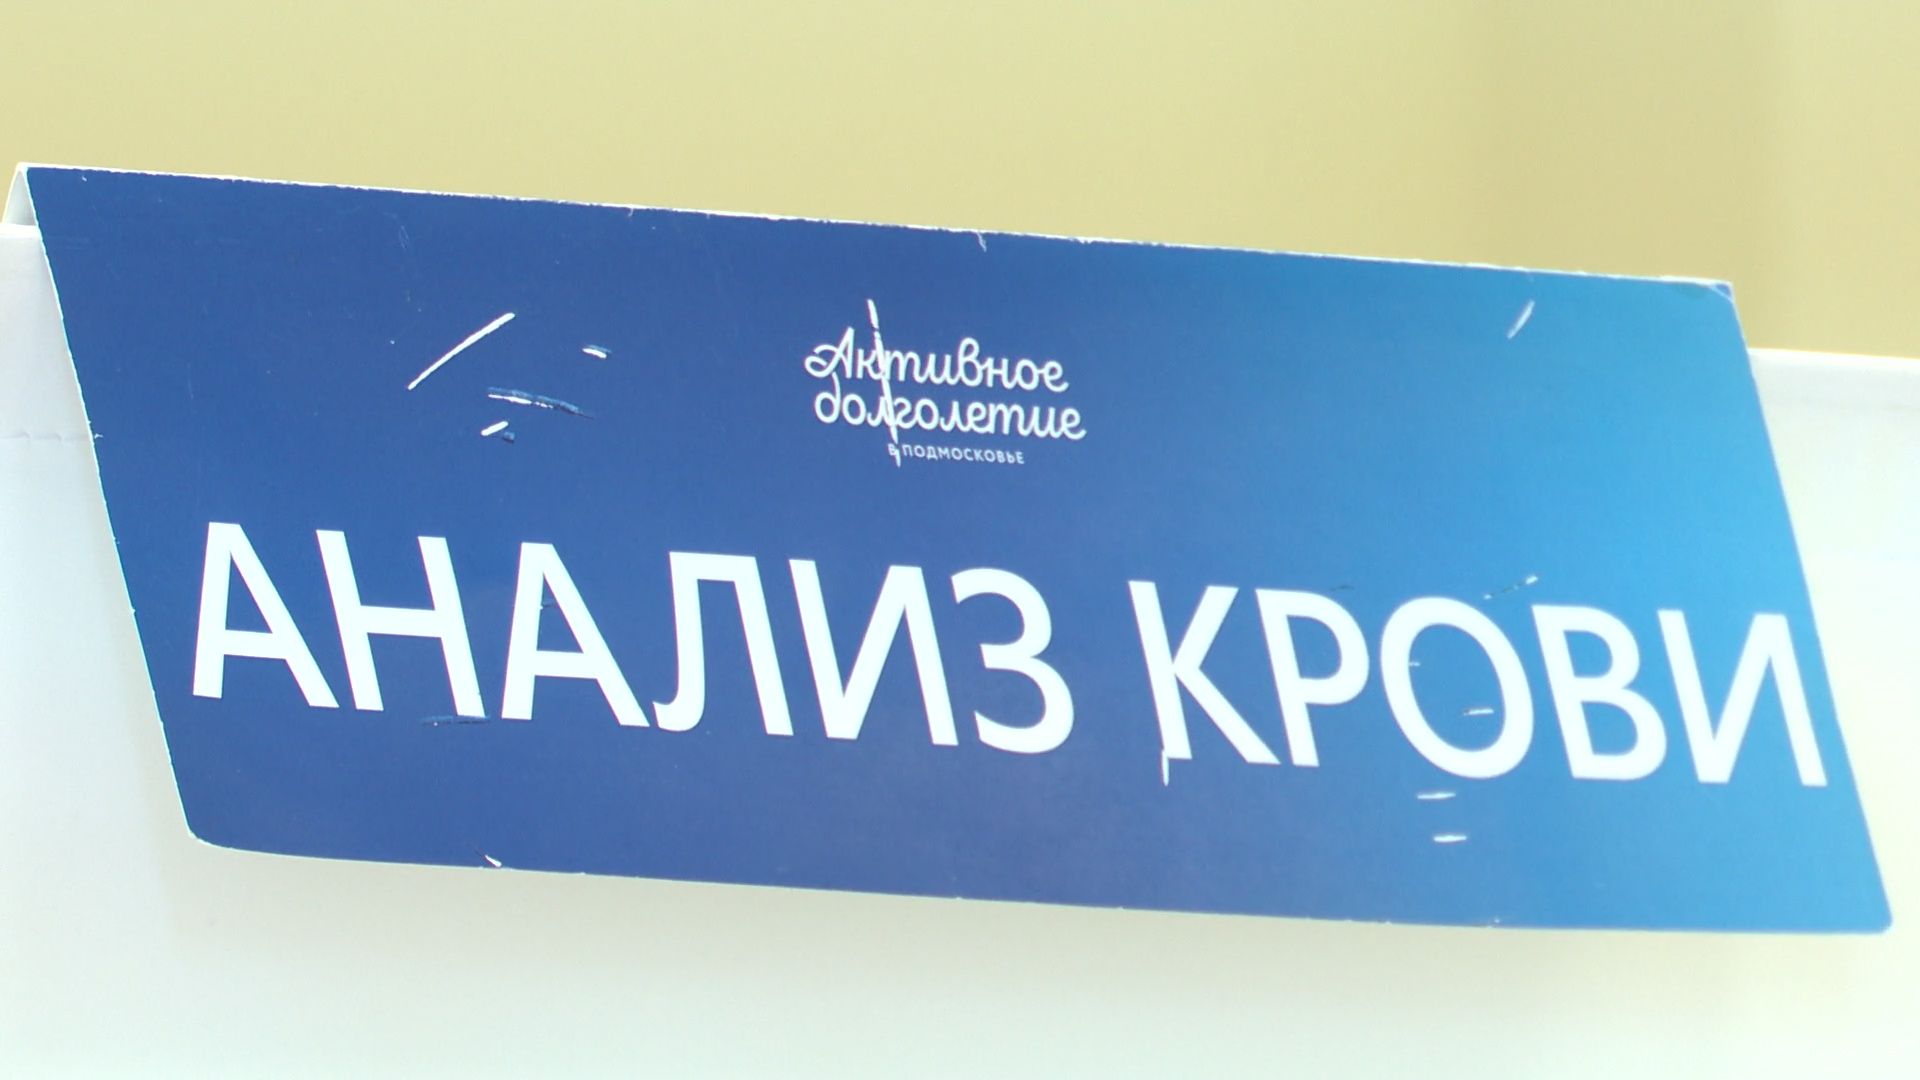 Активное
долголетие
В ПОДМОСКОВЬЕ
АНАЛИЗ КРОВИ